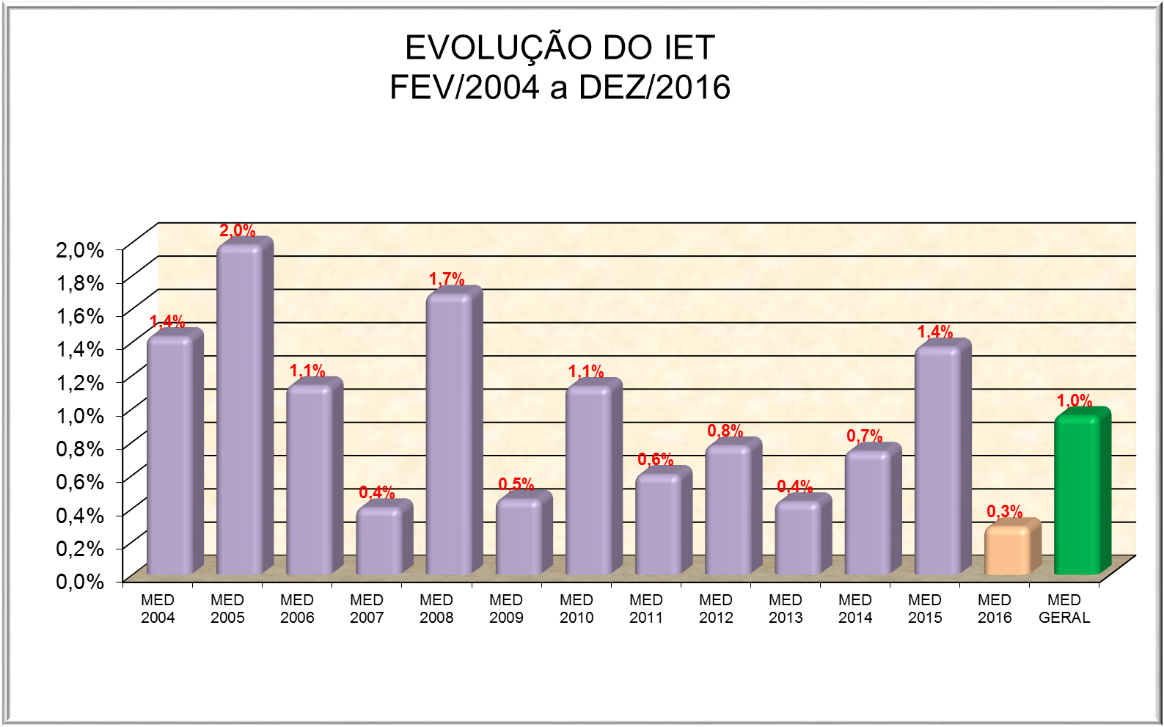 EVOLUÇÃO DO IET
FEV/2004 a DEZ/2016
2,0%
1,8%
1,6%
1,4%
1,2%
1,0%
0,8%
0,6%
0,4%
0,2%
0,0%
1,4%
2,0%
1,1%
0,4%
1,7%
0,5%
1,1%
0,6%
0,8%
0,4%
0,7%
1,4%
0,3%
1,0%
MED
2004
MED
2005
MED
2006
MED
2007
MED
2008
MED
2009
MED
2010
MED
2011
MED
2012
MED
2013
MED
2014
MED
2015
MED
2016
MED
GERAL